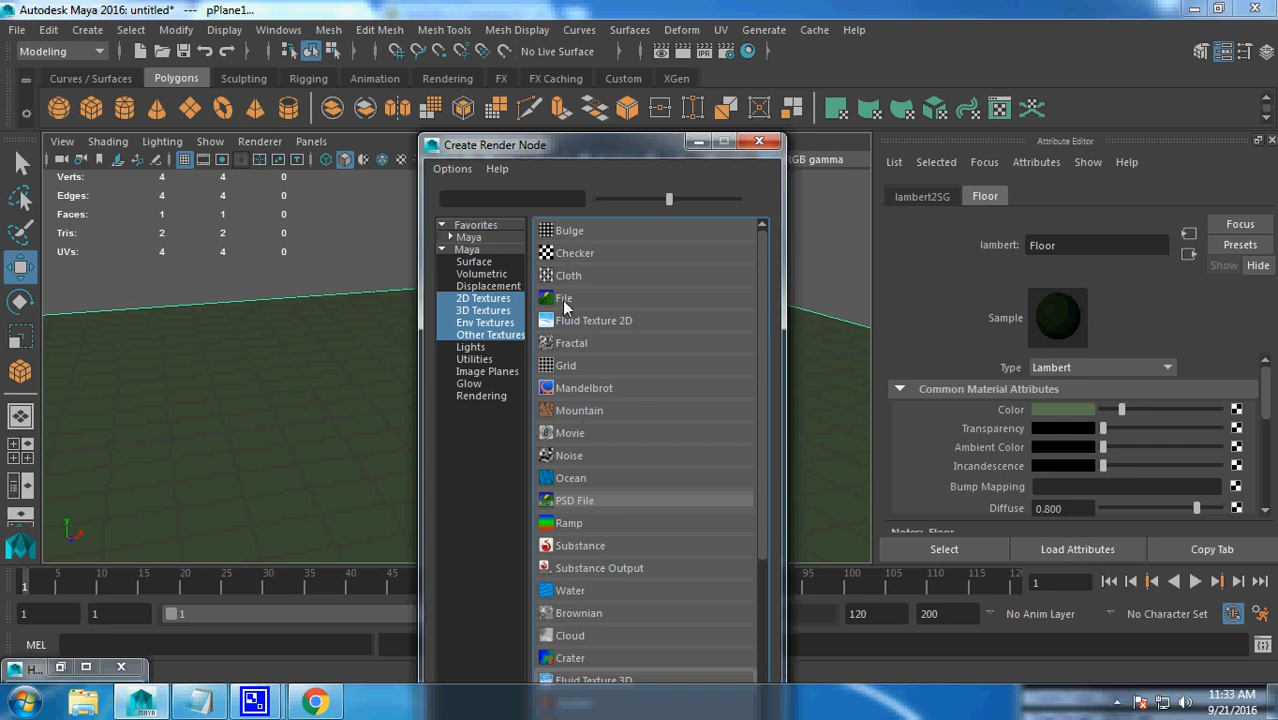 Autodesk Maya 2016: untitled* --- pPlane1...
File Edit Create Select Modify Display Windows Mesh Edit Mesh Mesh Tools Mesh Display Curves Surfaces Deform UV Generate Cache Help
Modeling No Live Surface
Curves / Surfaces Polygons Sculpting Rigging Animation Rendering FX FX Caching Custom XGen
View Shading Lighting Show Renderer Panels
RGB gamma
Verts: 4 4 0
Edges: 4 4 0
Faces: 1 1 0
Tris: 2 2 0
UVs: 4 4 0
Create Render Node
Options Help
Favorites
Maya
Maya
Surface
Volumetric
Displacement
2D Textures
3D Textures
Env Textures
Other Textures
Lights
Utilities
Image Planes
Glow
Rendering
Bulge
Checker
Cloth
File
Fluid Texture 2D
Fractal
Grid
Mandelbrot
Mountain
Movie
Noise
Ocean
PSD File
Ramp
Substance
Substance Output
Water
Brownian
Cloud
Crater
Fluid Texture 3D
Attribute Editor
List Selected Focus Attributes Show Help
lambert2SG Floor
Focus
Presets
Show Hide
lambert: Floor
Sample
Type Lambert
Common Material Attributes
Color
Transparency
Ambient Color
Incandescence
Bump Mapping
Diffuse 0.800
Notes: Floor
Select Load Attributes Copy Tab
1 5 10 15 20 25 30 35 40 45 95 100 105 110 115 12 1
1 1 1 120 200 No Anim Layer No Character Set
MEL
H...
MAYA
11:33 AM
9/21/2016